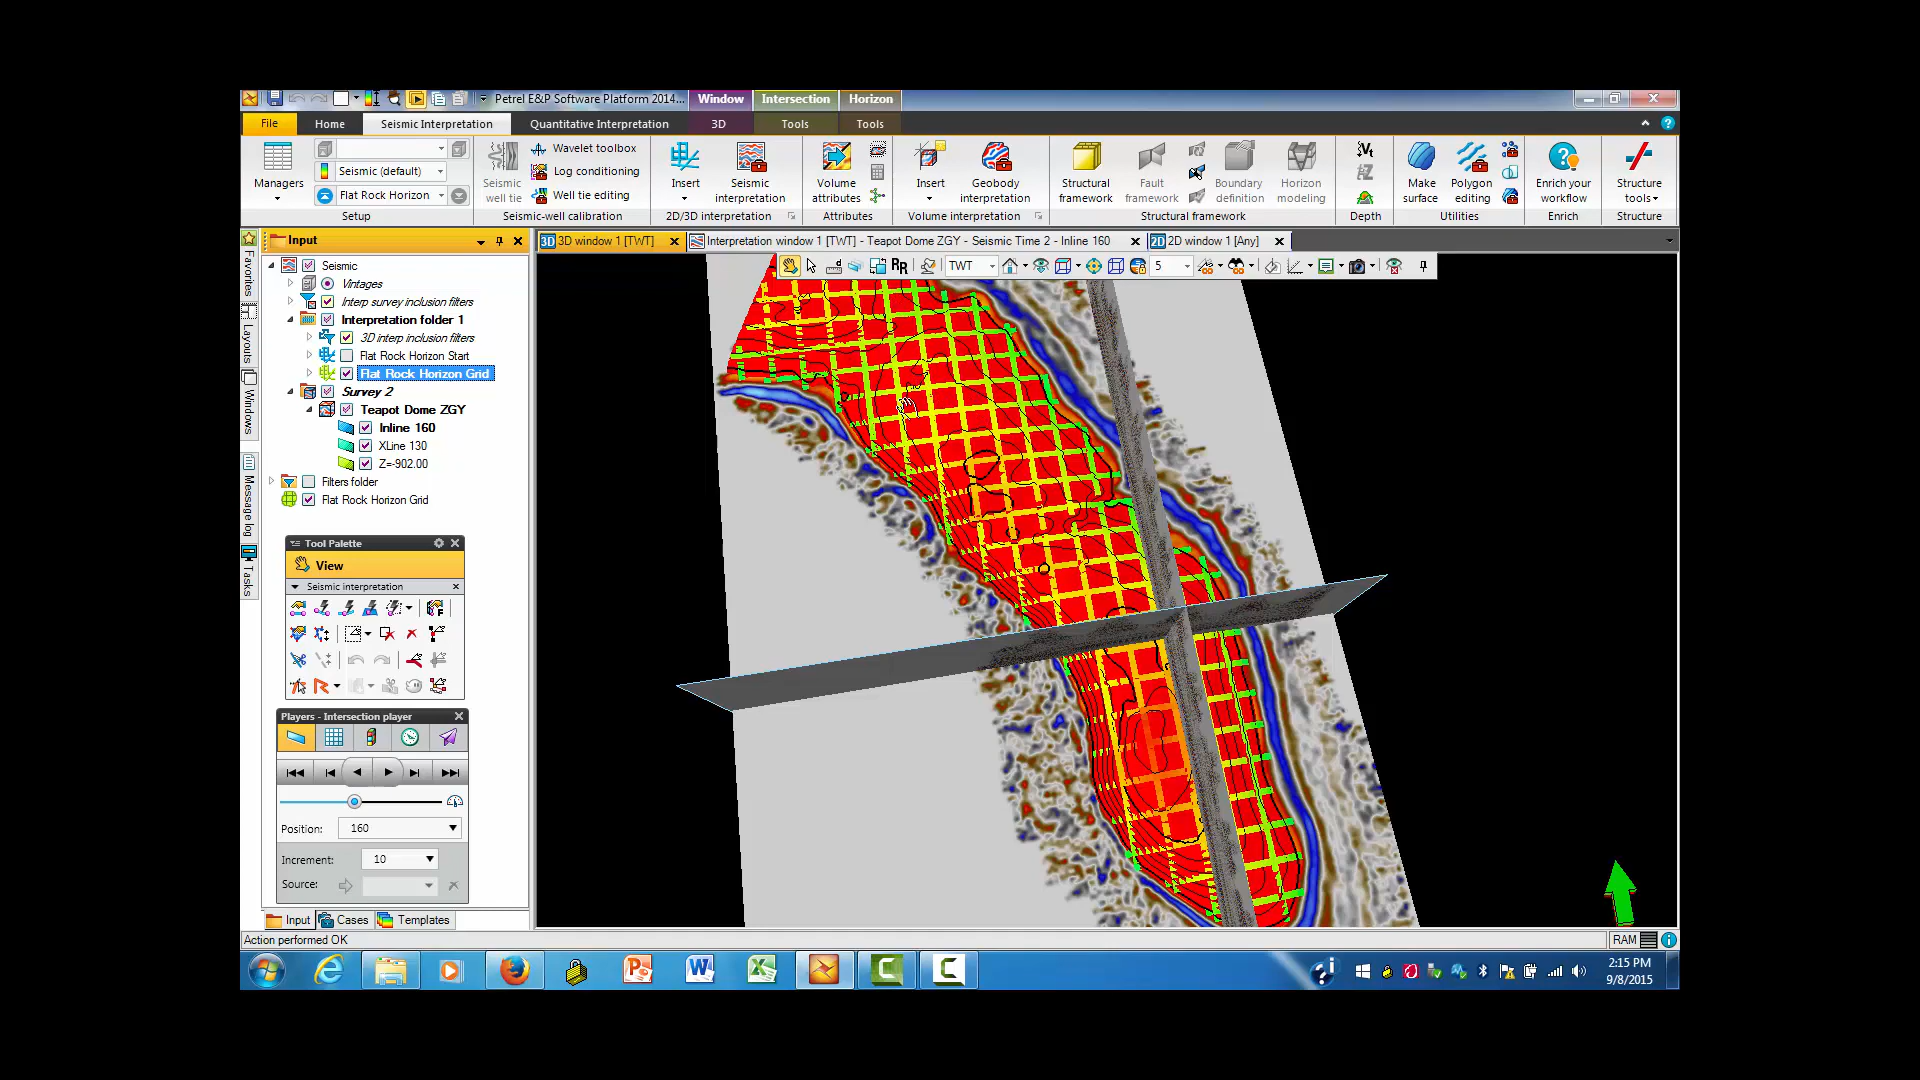 Petrel E&P Software Platform 2014...
Window
Intersection
Horizon
File
Home
Seismic Interpretation
Quantitative Interpretation
3D
Tools
Tools
Managers
Seismic (default)
Flat Rock Horizon
Setup
Seismic well tie
Wavelet toolbox
Log conditioning
Well tie editing
Seismic-well calibration
Insert
Seismic interpretation
2D/3D interpretation
Volume attributes
Attributes
Insert
Geobody interpretation
Volume interpretation
Structural framework
Fault framework
Boundary definition
Horizon modeling
Structural framework
Depth
Make surface
Polygon editing
Utilities
Enrich your workflow
Enrich
Structure tools
Structure
Input
3D window 1 [TWT]
Interpretation window 1 [TWT] - Teapot Dome ZGY - Seismic Time 2 - Inline 160
2D window 1 [Any]
TWT
5
Favorites
Layouts
Windows
Message log
Tasks
Seismic
Vintages
Interp survey inclusion filters
Interpretation folder 1
3D interp inclusion filters
Flat Rock Horizon Start
Flat Rock Horizon Grid
Survey 2
Teapot Dome ZGY
Inline 160
XLine 130
Z=-902.00
Filters folder
Flat Rock Horizon Grid
Tool Palette
View
Seismic interpretation
Players - Intersection player
Position: 160
Increment: 10
Source:
Input
Cases
Templates
Action performed OK
RAM
2:15 PM
9/8/2015